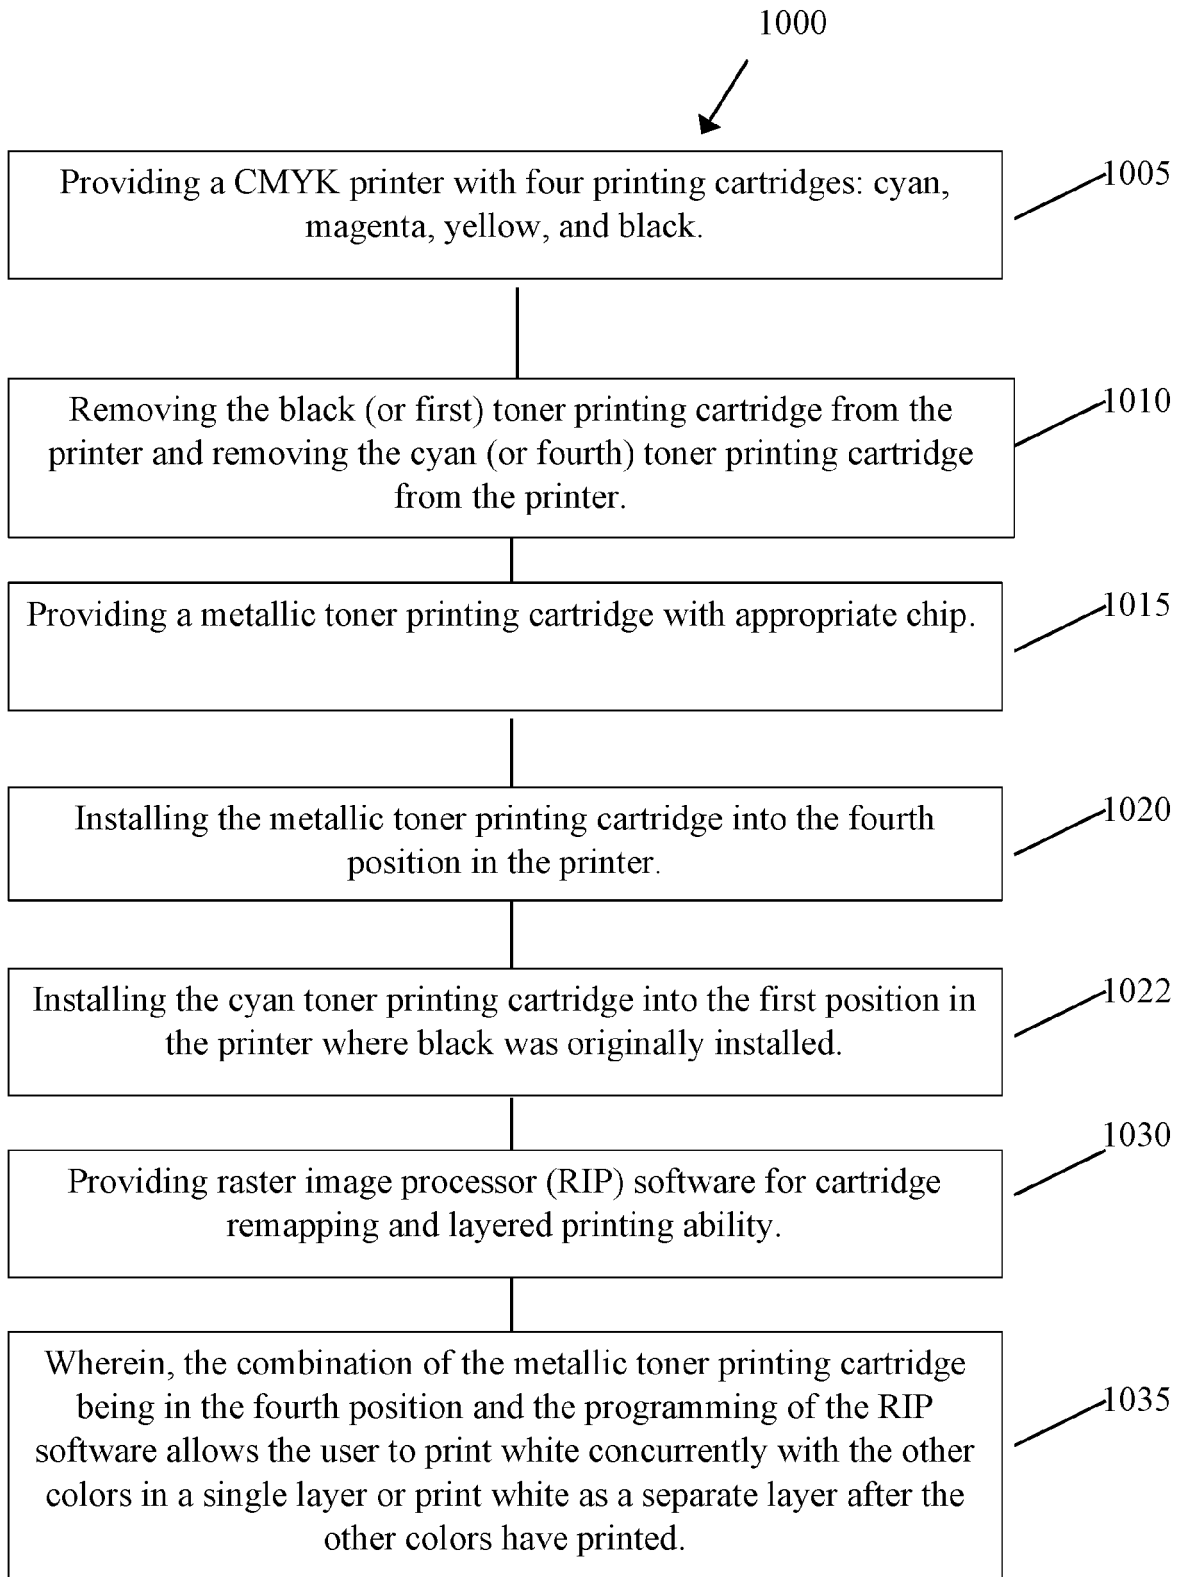 1000
Providing a CMYK printer with four printing cartridges: cyan,
magenta, yellow, and black.
1005
Removing the black (or first) toner printing cartridge from the
printer and removing the cyan (or fourth) toner printing cartridge
from the printer.
1010
Providing a metallic toner printing cartridge with appropriate chip.
1015
Installing the metallic toner printing cartridge into the fourth
position in the printer.
1020
Installing the cyan toner printing cartridge into the first position in
the printer where black was originally installed.
1022
Providing raster image processor (RIP) software for cartridge
remapping and layered printing ability.
1030
Wherein, the combination of the metallic toner printing cartridge
being in the fourth position and the programming of the RIP
software allows the user to print white concurrently with the other
colors in a single layer or print white as a separate layer after the
other colors have printed.
1035